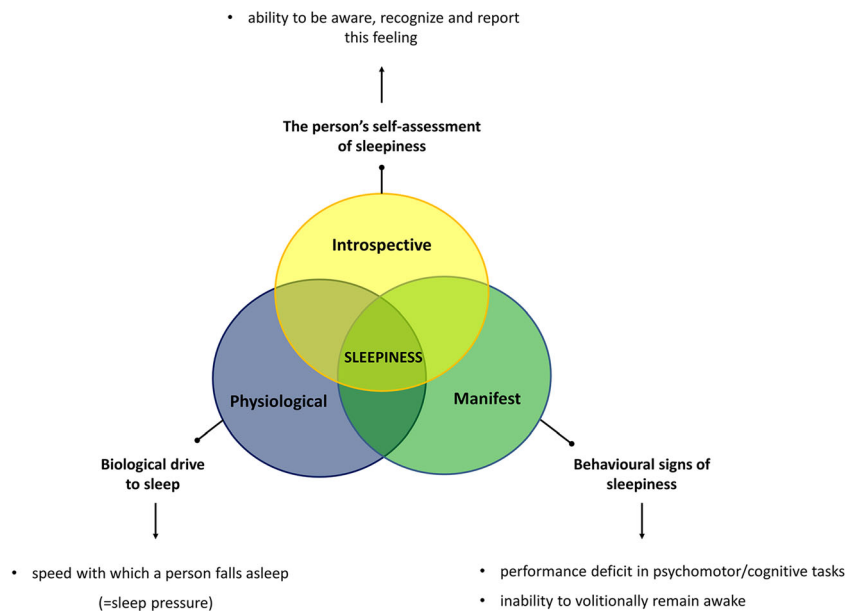 • ability to be aware, recognize and report
this feeling
The person's self-assessment
of sleepiness
Introspective
SLEEPINESS
Physiological
Manifest
Biological drive
to sleep
Behavioural signs of
sleepiness
• speed with which a person falls asleep
(=sleep pressure)
• performance deficit in psychomotor/cognitive tasks
• inability to volitionally remain awake